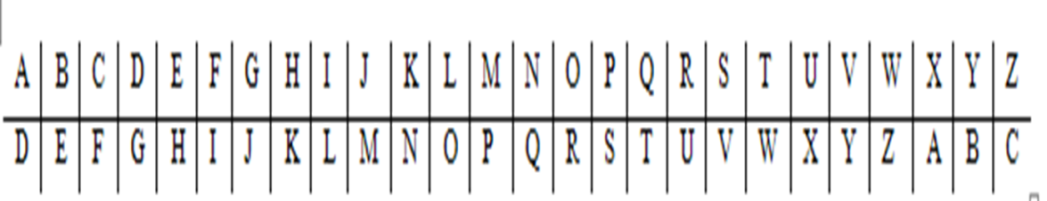 A B C D E F G H I J K L M N O P Q R S T U V W X Y Z
D E F G H I J K L M N O P Q R S T U V W X Y Z A B C